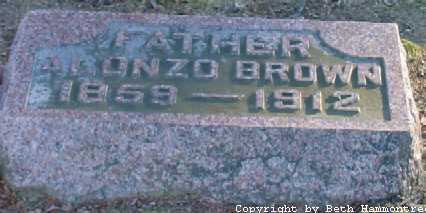 FATHER
ALONZO BROWN
1859 — 1912
Copyright by Beth Hammontree